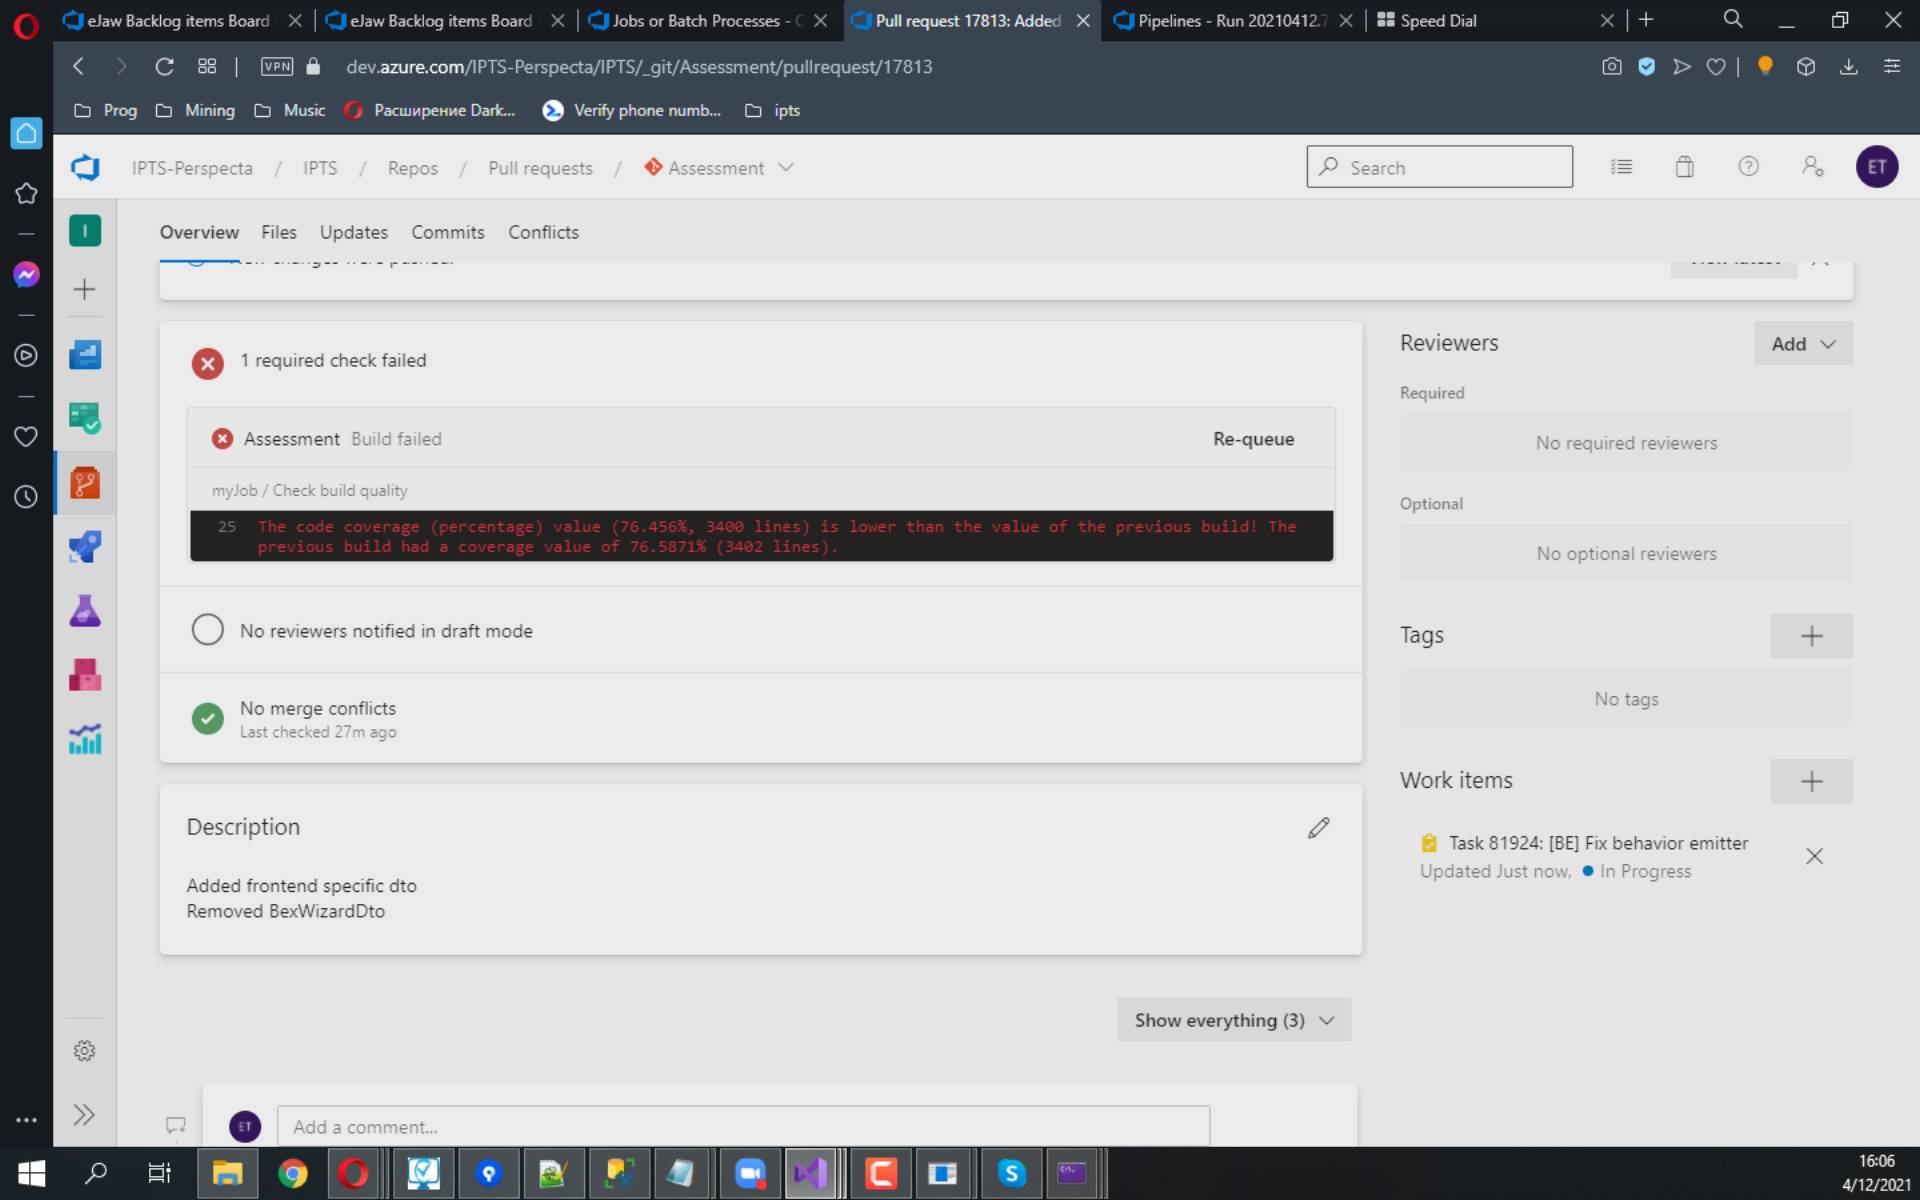 eJaw Backlog items Board
eJaw Backlog items Board
Jobs or Batch Processes -
Pull request 17813: Added
Pipelines - Run 20210412.7
Speed Dial
VPN
dev.azure.com/IPTS-Perspecta/IPTS/_git/Assessment/pullrequest/17813
Prog
Mining
Music
Расширение Dark...
Verify phone numb...
ipts
IPTS-Perspecta / IPTS / Repos / Pull requests / Assessment
Search
ET
I
Overview
Files
Updates
Commits
Conflicts
1 required check failed
Assessment Build failed
Re-queue
myJob / Check build quality
25 The code coverage (percentage) value (76.456%, 3400 lines) is lower than the value of the previous build! The
previous build had a coverage value of 76.5871% (3402 lines).
No reviewers notified in draft mode
No merge conflicts
Last checked 27m ago
Description
Added frontend specific dto
Removed BexWizardDto
Show everything (3)
ET
Add a comment...
Reviewers
Add
Required
No required reviewers
Optional
No optional reviewers
Tags
No tags
Work items
Task 81924: [BE] Fix behavior emitter
Updated Just now, In Progress
16:06
4/12/2021